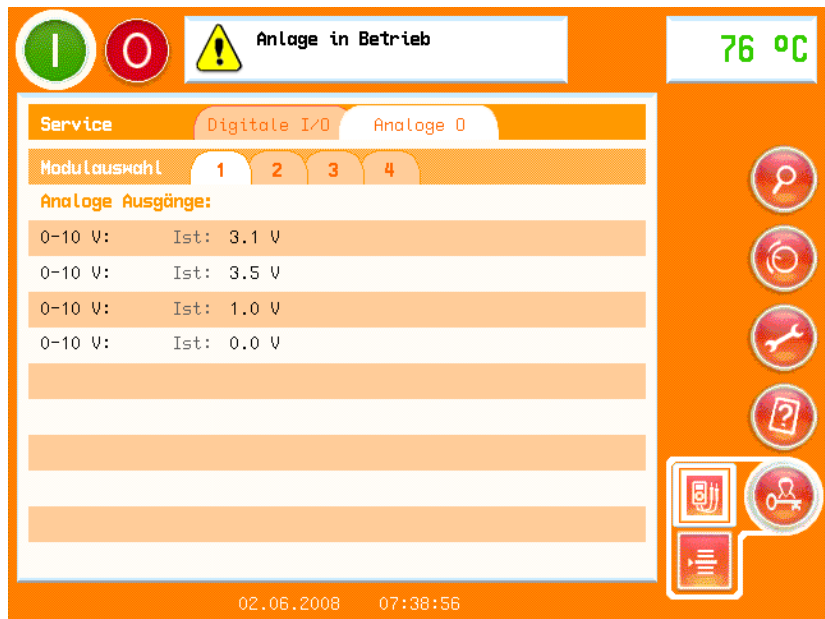 Anlage in Betrieb
76 ºC
Service Digitale I/O Analoge O
Modulauswahl 1 2 3 4
Analoge Ausgänge:
0-10 V: Ist: 3.1 V
0-10 V: Ist: 3.5 V
0-10 V: Ist: 1.0 V
0-10 V: Ist: 0.0 V
02.06.2008 07:38:56